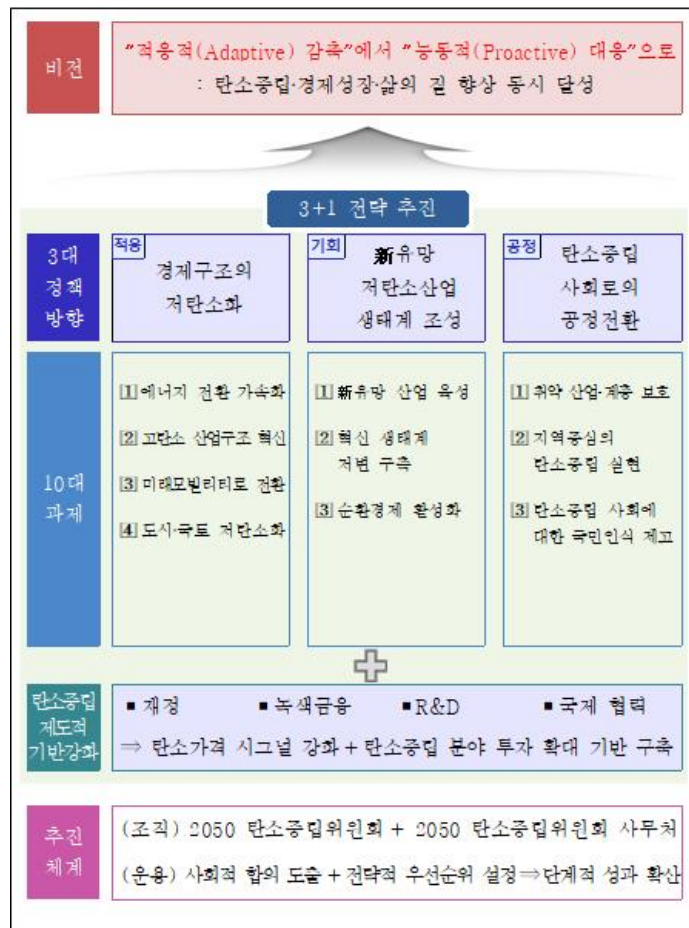 비전
"적응적(Adaptive) 감축"에서 "능동적(Proactive) 대응"으로
: 탄소중립·경제성장·삶의 질 향상 동시 달성
3+1 전략 추진
3대
정책
방향
적응
경제구조의
저탄소화
기회
新유망
저탄소산업
생태계 조성
공정
탄소중립
사회로의
공정전환
10대
과제
1 에너지 전환 가속화
2 고탄소 산업구조 혁신
3 미래모빌리티로 전환
4 도시·국토 저탄소화
1 新유망 산업 육성
2 혁신 생태계
저변 구축
3 순환경제 활성화
1 취약 산업·계층 보호
2 지역중심의
탄소중립 실현
3 탄소중립 사회에
대한 국민인식 제고
탄소중립
제도적
기반강화
▪ 재정 ▪ 녹색금융 ▪ R&D ▪ 국제 협력
⇒ 탄소가격 시그널 강화 + 탄소중립 분야 투자 확대 기반 구축
추진
체계
(조직) 2050 탄소중립위원회 + 2050 탄소중립위원회 사무처
(운용) 사회적 합의 도출 + 전략적 우선순위 설정 ⇒ 단계적 성과 확산